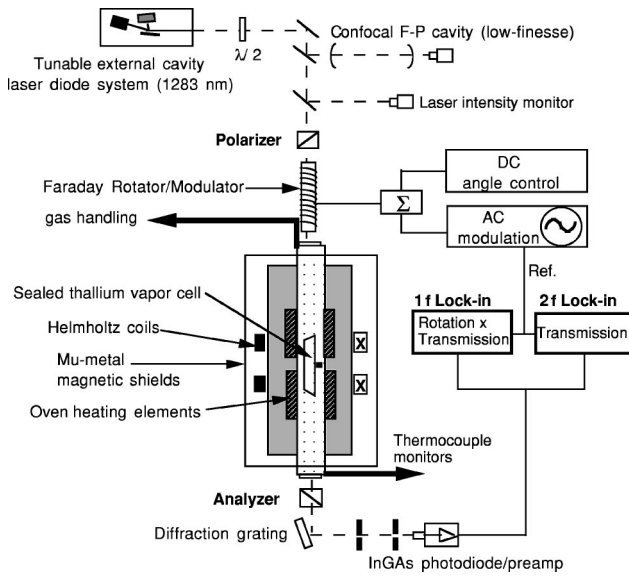 Tunable external cavity
laser diode system (1283 nm)
λ/ 2
Confocal F-P cavity (low-finesse)
Laser intensity monitor
Polarizer
Faraday Rotator/Modulator
gas handling
Σ
DC
angle control
AC
modulation
Ref.
1f Lock-in
2f Lock-in
Rotation x
Transmission
Transmission
Sealed thallium vapor cell
Helmholtz coils
X
Mu-metal
magnetic shields
X
Oven heating elements
Thermocouple
monitors
Analyzer
Diffraction grating
InGAs photodiode/preamp